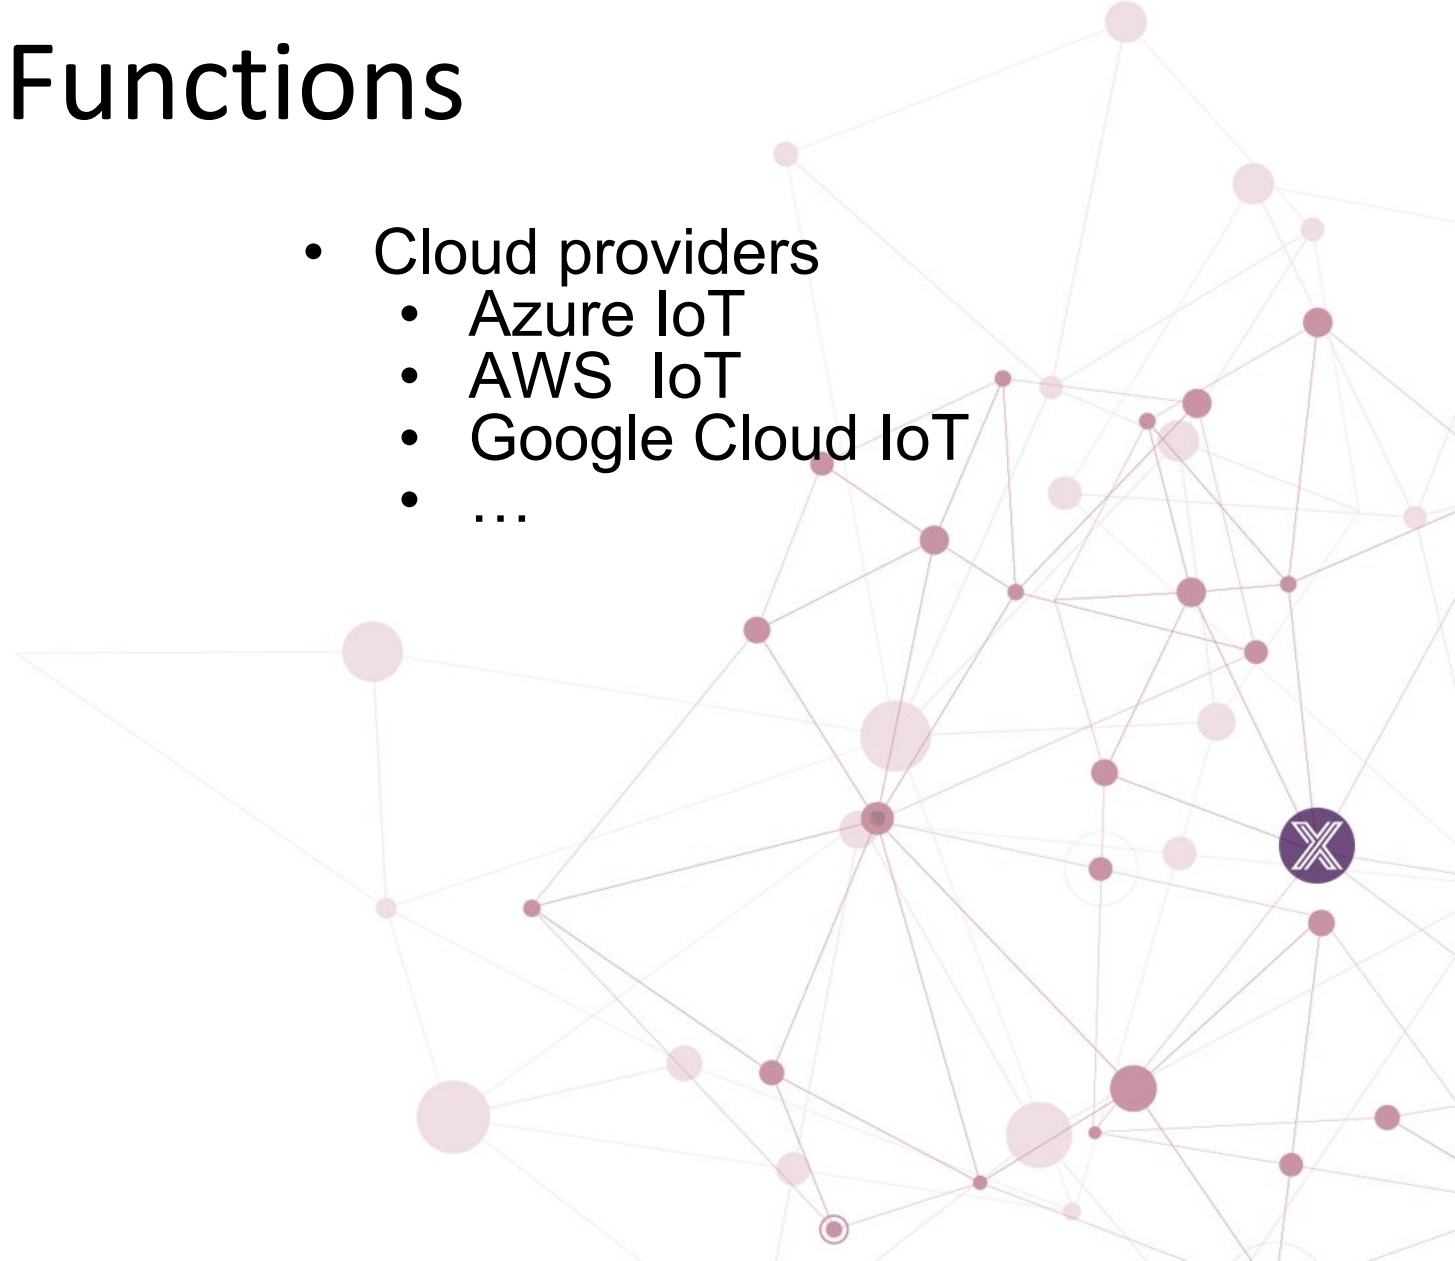 Functions
• Cloud providers
• Azure IoT
• AWS  IoT
• Google Cloud IoT
• …